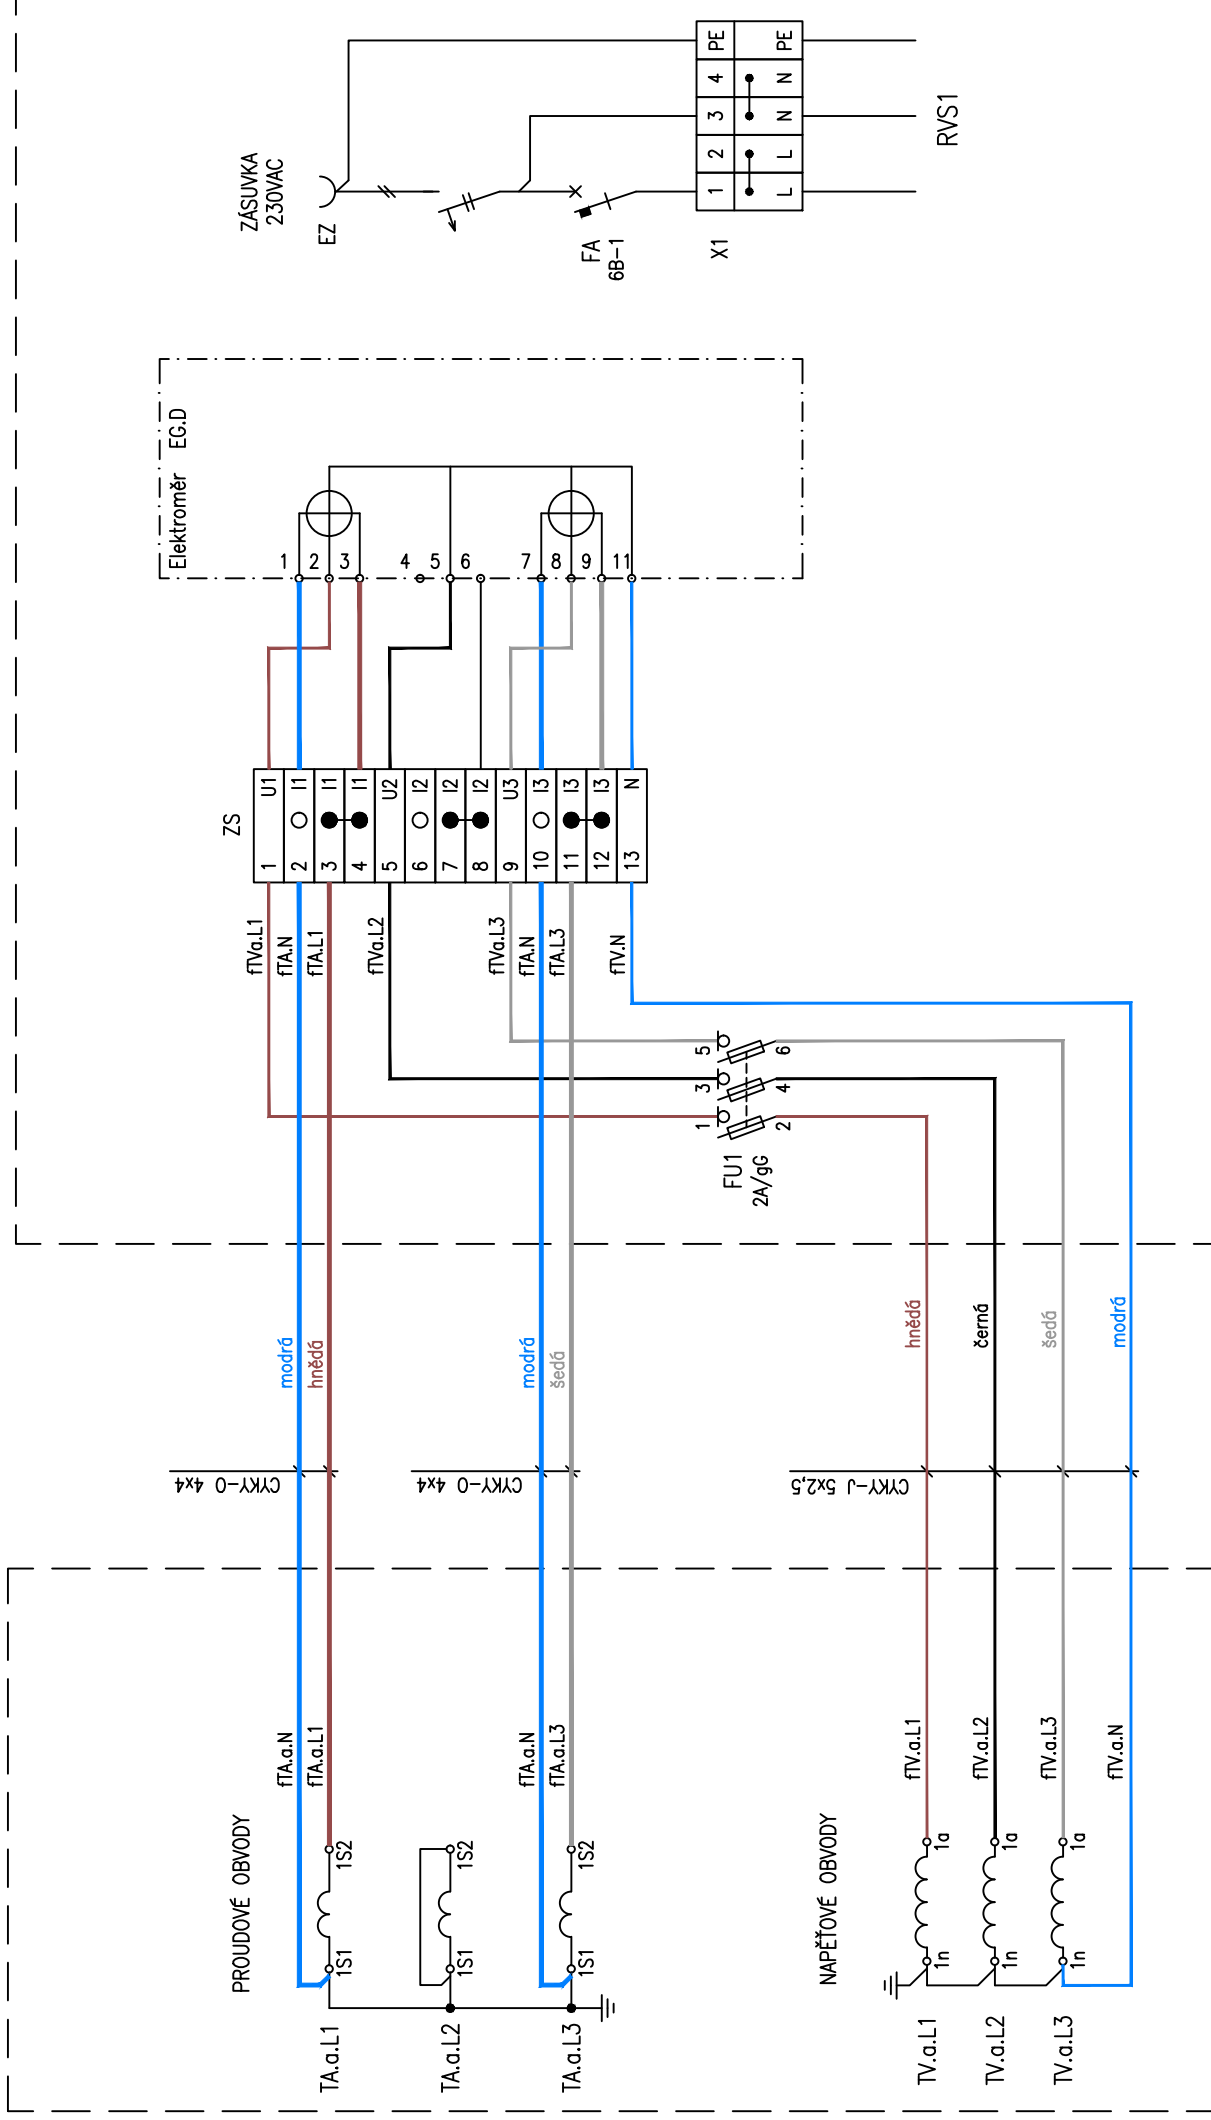 ZÁSUVKA
230VAC
EZ
FA
6B-1
X1
1 2 3 4 PE
L L N N PE
RVS1
Elektroměr EG.D
1 2 3 4 5 6 7 8 9 11
ZS
U1 I1 I1 I1 U2 I2 I2 I2 U3 I3 I3 I3 N
1 2 3 4 5 6 7 8 9 10 11 12 13
fTVa.L1
fTA.N
fTA.L1
fTVa.L2
fTVa.L3
fTA.N
fTA.L3
fTV.N
FU1
2A/gG
1 3 5
2 4 6
modrá
hnědá
modrá
šedá
hnědá
černá
šedá
modrá
CYKY-O 4x4
CYKY-O 4x4
CYKY-J 5x2,5
fTA.a.N
fTA.a.L1
fTA.a.N
fTA.a.L3
fTV.a.L1
fTV.a.L2
fTV.a.L3
fTV.a.N
PROUDOVÉ OBVODY
1S1 1S2
1S1 1S2
1S1 1S2
TA.a.L1
TA.a.L2
TA.a.L3
NAPĚŤOVÉ OBVODY
1n 1a
1n 1a
1n 1a
TV.a.L1
TV.a.L2
TV.a.L3